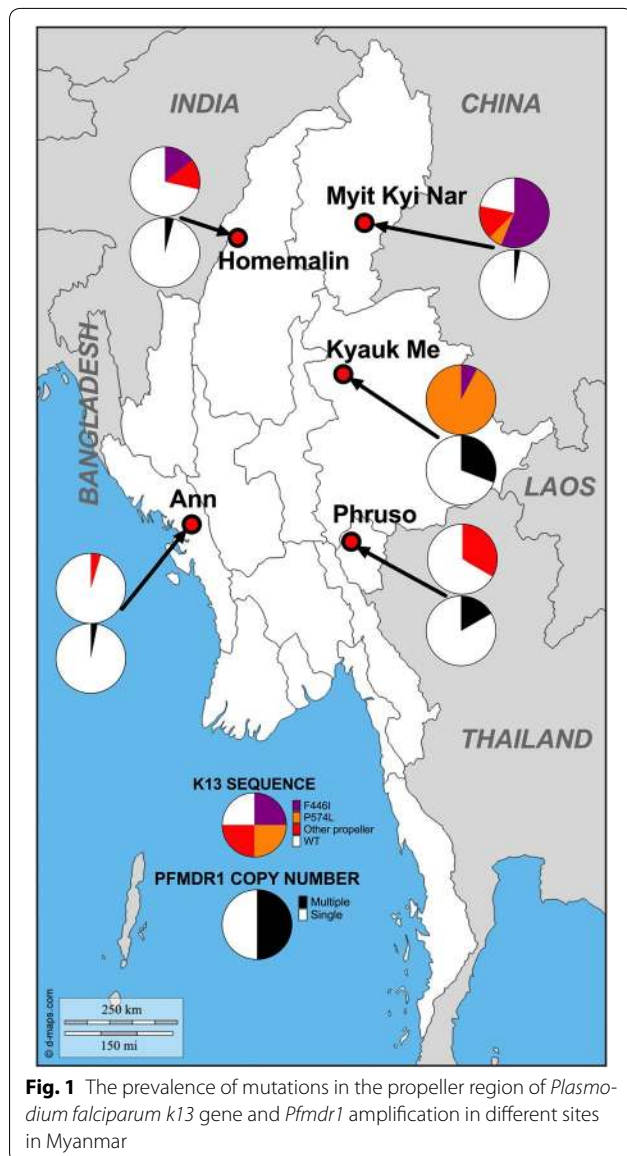 INDIA
CHINA
Myit Kyi Nar
Homemalin
Kyauk Me
BANGLADESH
LAOS
Ann
Phruso
THAILAND
K13 SEQUENCE
F446I
P574L
Other propeller
WT
PFMDR1 COPY NUMBER
Multiple
Single
250 km
150 mi
© d-maps.com
Fig. 1 The prevalence of mutations in the propeller region of Plasmo-
dium falciparum k13 gene and Pfmdr1 amplification in different sites
in Myanmar